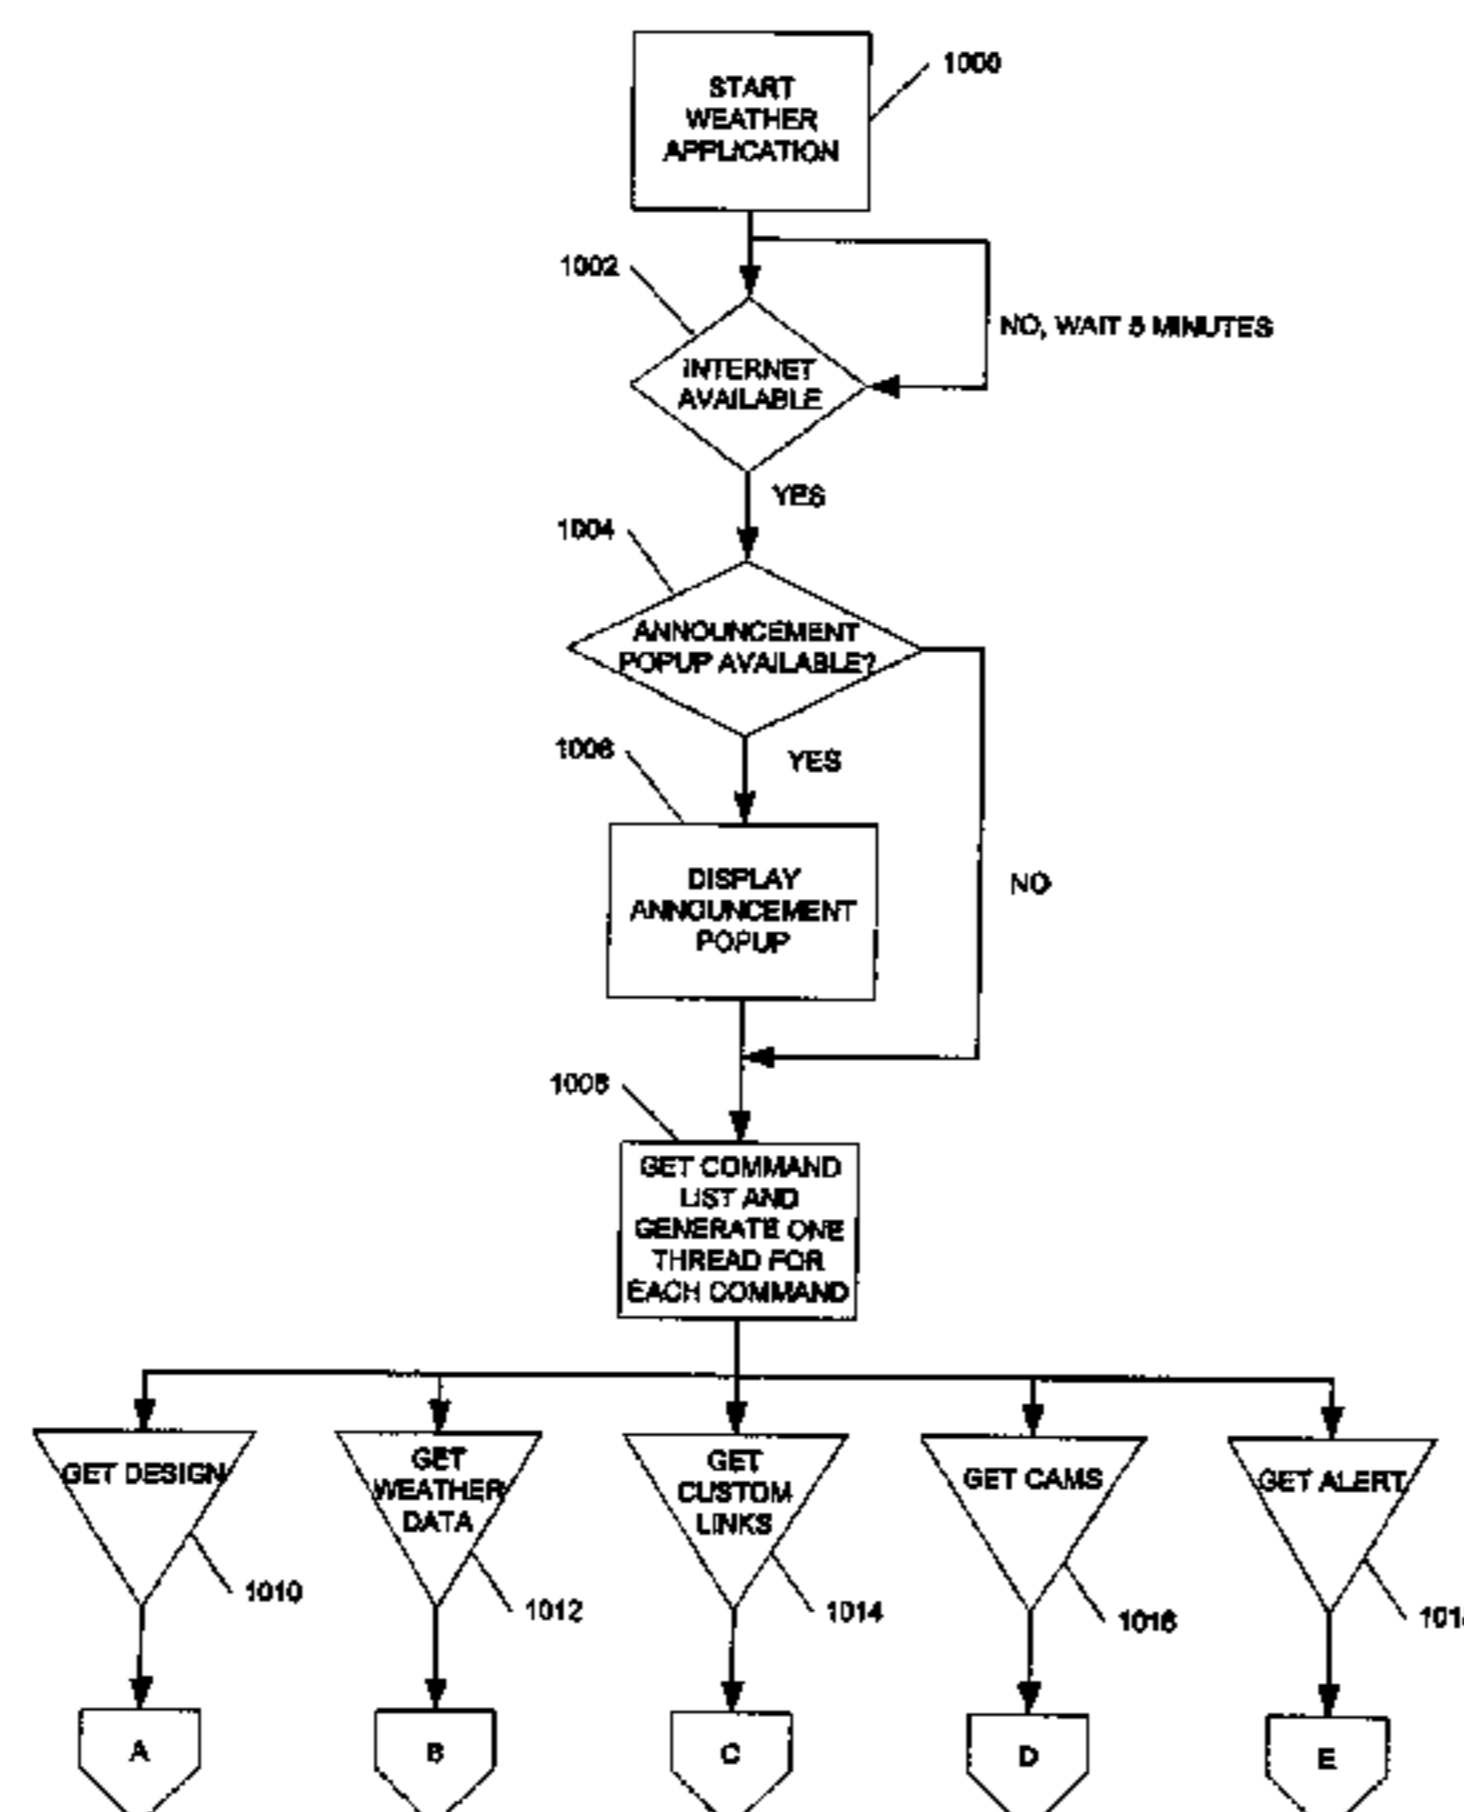 START
WEATHER
APPLICATION
1000
1002
NO, WAIT 5 MINUTES
INTERNET
AVAILABLE
YES
1004
ANNOUNCEMENT
POPUP AVAILABLE?
1006
YES
DISPLAY
ANNOUNCEMENT
POPUP
NO
1008
GET COMMAND
LIST AND
GENERATE ONE
THREAD FOR
EACH COMMAND
GET DESIGN
GET
WEATHER
DATA
GET
CUSTOM
LINKS
GET CAMS
GET ALERT
1010
1012
1014
1016
A
B
C
D
E